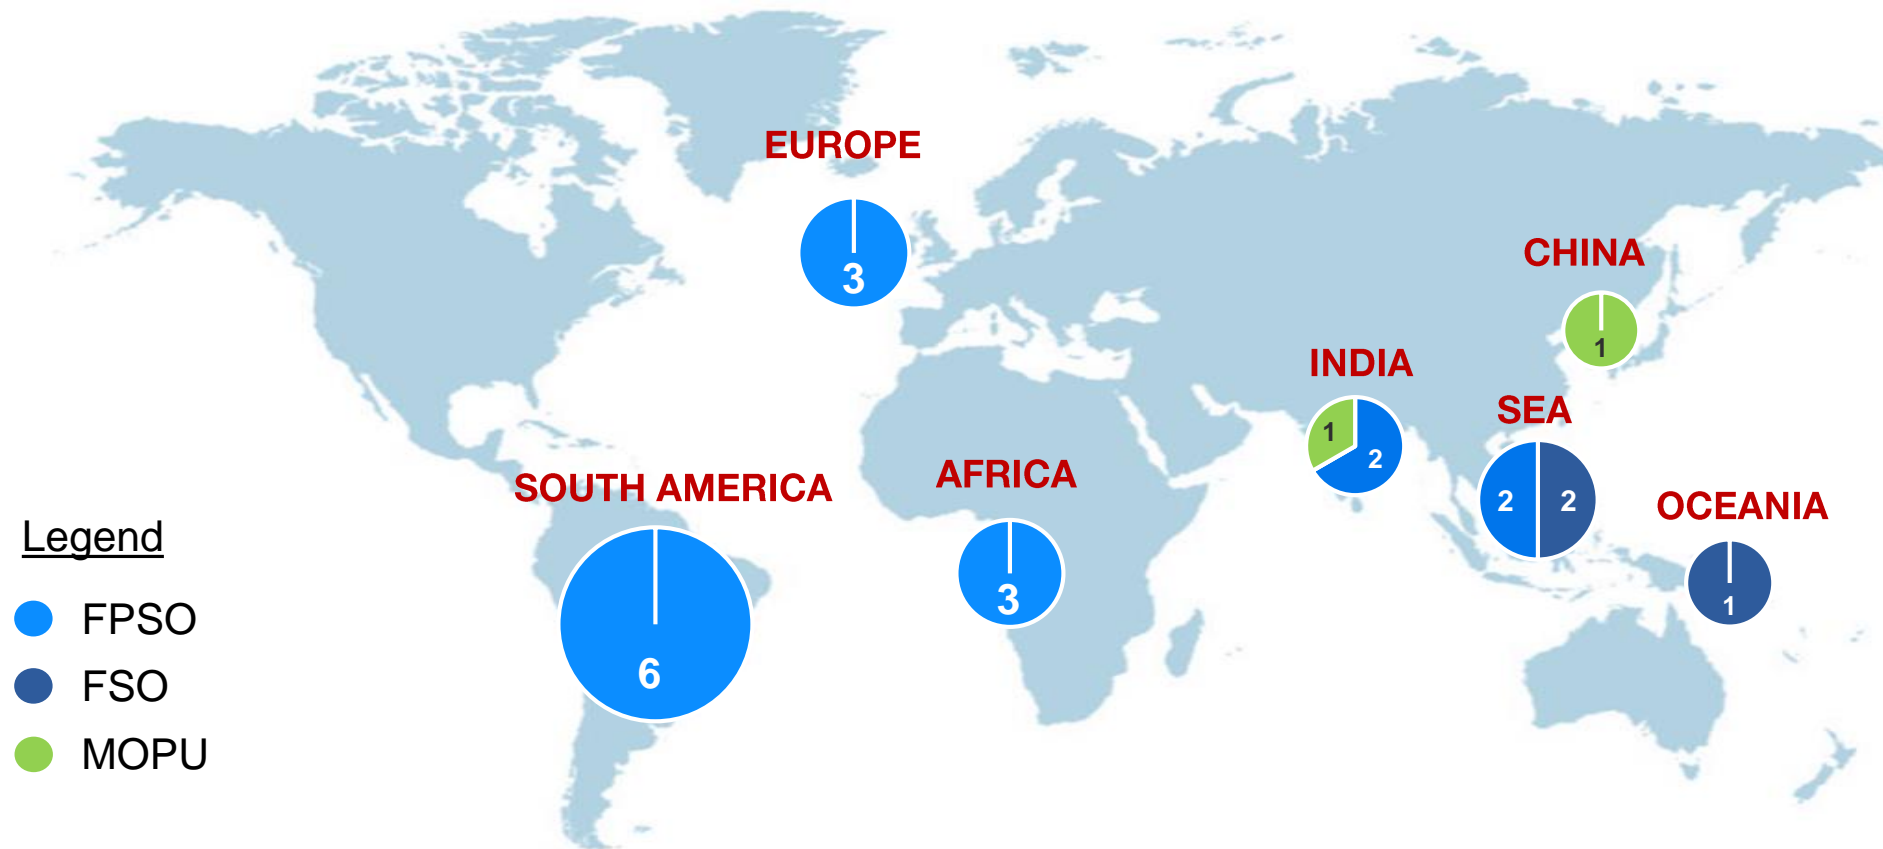 EUROPE
3
CHINA
1
INDIA
1
2
SEA
2 2
SOUTH AMERICA
6
AFRICA
3
OCEANIA
1
Legend
FPSO
FSO
MOPU